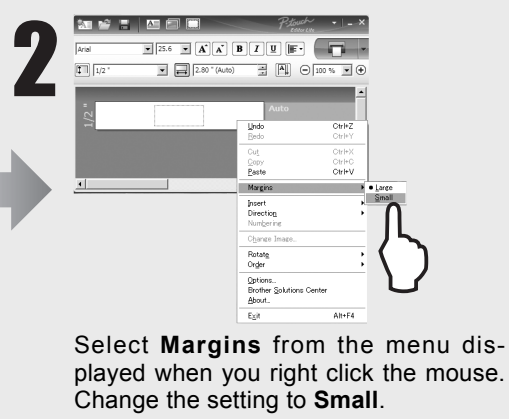 2
P-touch
Editor Lite
Arial 25.6 A A B I U F
1/2 " 2.80 " (Auto) A 100 %
1/2 "
Auto
Undo Ctrl+Z
Redo Ctrl+Y
Cut Ctrl+X
Copy Ctrl+C
Paste Ctrl+V
Margins
Large
Small
Insert
Direction
Numbering
Change Image...
Rotate
Order
Options...
Brother Solutions Center
About...
Exit Alt+F4
Select Margins from the menu dis-
played when you right click the mouse.
Change the setting to Small.